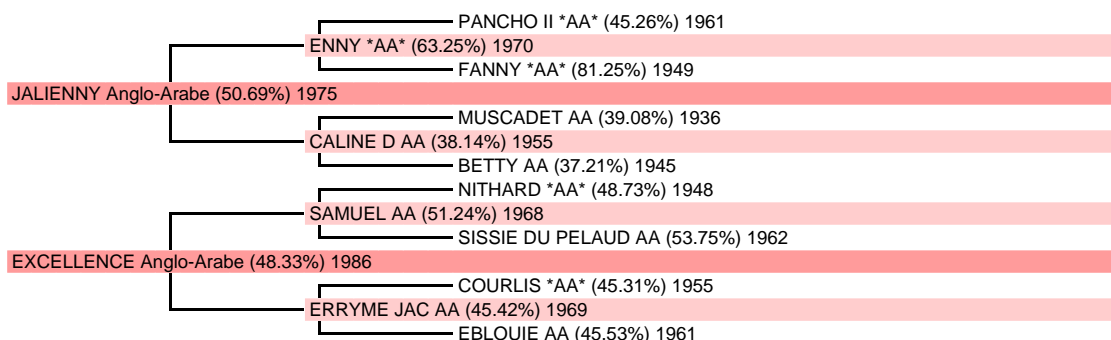 PANCHO II *AA* (45.26%) 1961
ENNY *AA* (63.25%) 1970
FANNY *AA* (81.25%) 1949
JALIENNY Anglo-Arabe (50.69%) 1975
MUSCADET AA (39.08%) 1936
CALINE D AA (38.14%) 1955
BETTY AA (37.21%) 1945
NITHARD *AA* (48.73%) 1948
SAMUEL AA (51.24%) 1968
SISSIE DU PELAUD AA (53.75%) 1962
EXCELLENCE Anglo-Arabe (48.33%) 1986
COURLIS *AA* (45.31%) 1955
ERRYME JAC AA (45.42%) 1969
EBLOUIE AA (45.53%) 1961